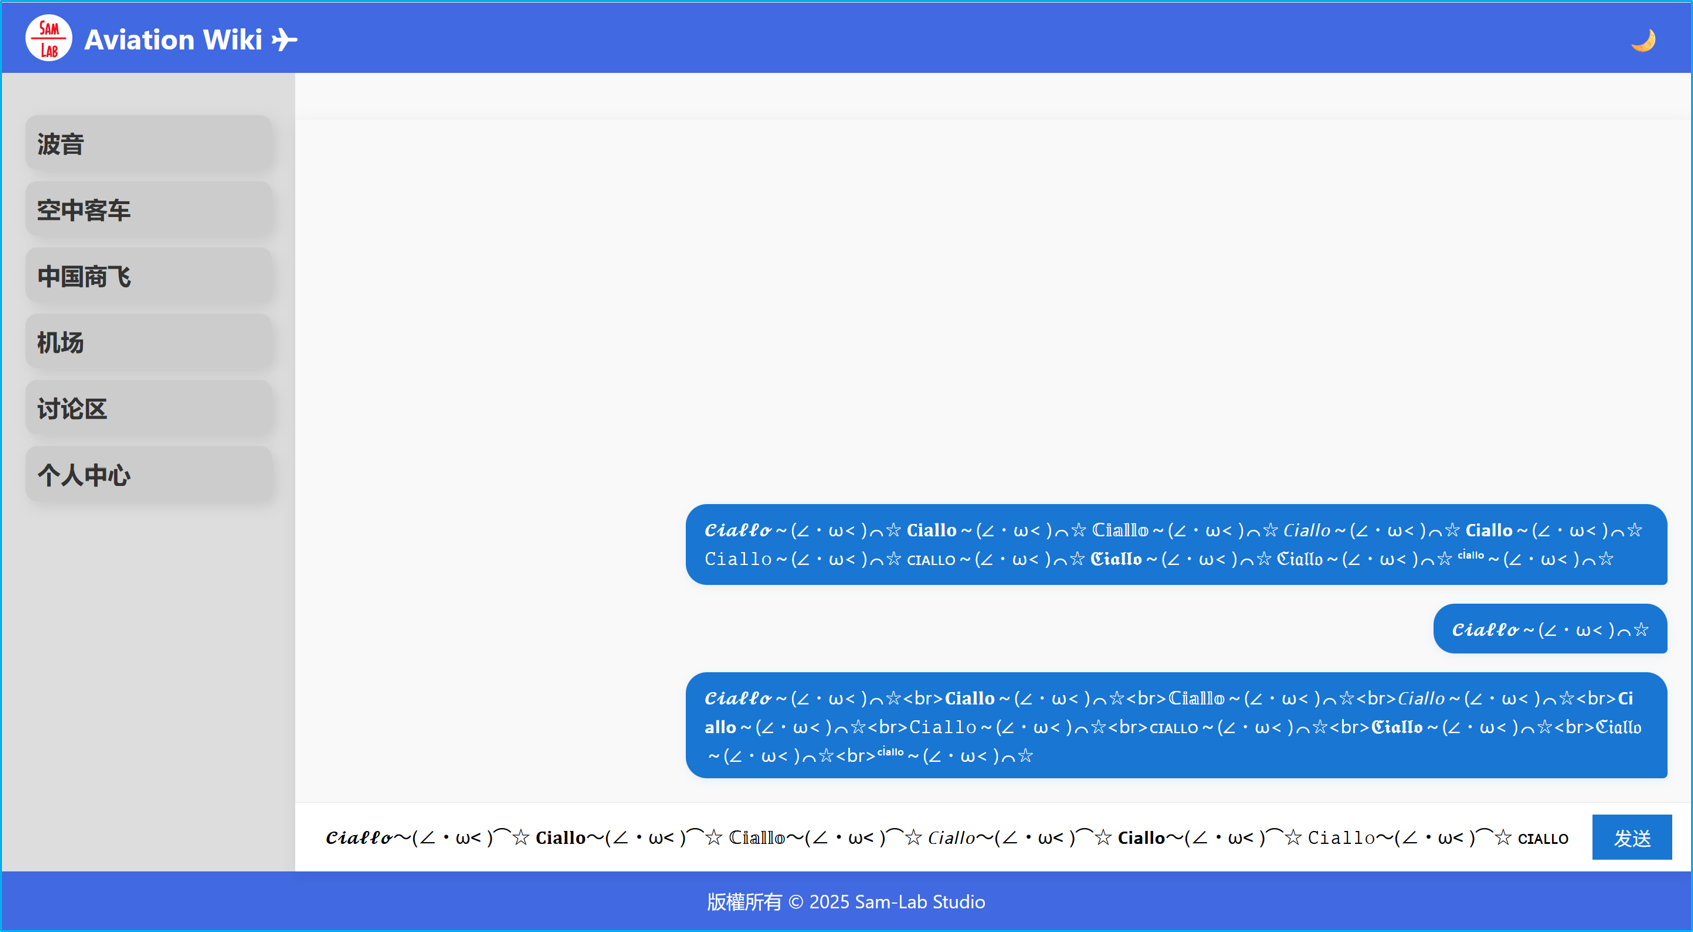 SAM
LAB
Aviation Wiki ✈
波音
空中客车
中国商飞
机场
讨论区
个人中心
𝓒𝓲𝓪𝓵𝓵𝓸～(∠・ω< )⌒☆ 𝐂𝐢𝐚𝐥𝐥𝐨～(∠・ω< )⌒☆ ℂ𝕚𝕒𝕝𝕝𝕠～(∠・ω< )⌒☆ 𝘊𝘪𝘢𝘭𝘭𝘰～(∠・ω< )⌒☆ 𝗖𝗶𝗮𝗹𝗹𝗼～(∠・ω< )⌒☆
𝙲𝚒𝚊𝚕𝚕𝚘～(∠・ω< )⌒☆ ᴄɪᴀʟʟᴏ～(∠・ω< )⌒☆ 𝕮𝖎𝖆𝖑𝖑𝖔～(∠・ω< )⌒☆ ℭ𝔦𝔞𝔩𝔩𝔬～(∠・ω< )⌒☆ ᶜⁱᵃˡˡᵒ～(∠・ω< )⌒☆
𝓒𝓲𝓪𝓵𝓵𝓸～(∠・ω< )⌒☆
𝓒𝓲𝓪𝓵𝓵𝓸～(∠・ω< )⌒☆<br>𝐂𝐢𝐚𝐥𝐥𝐨～(∠・ω< )⌒☆<br>ℂ𝕚𝕒𝕝𝕝𝕠～(∠・ω< )⌒☆<br>𝘊𝘪𝘢𝘭𝘭𝘰～(∠・ω< )⌒☆<br>𝗖𝗶
𝗮𝗹𝗹𝗼～(∠・ω< )⌒☆<br>𝙲𝚒𝚊𝚕𝚕𝚘～(∠・ω< )⌒☆<br>ᴄɪᴀʟʟᴏ～(∠・ω< )⌒☆<br>𝕮𝖎𝖆𝖑𝖑𝖔～(∠・ω< )⌒☆<br>ℭ𝔦𝔞𝔩𝔩𝔬
～(∠・ω< )⌒☆<br>ᶜⁱᵃˡˡᵒ～(∠・ω< )⌒☆
𝓒𝓲𝓪𝓵𝓵𝓸～(∠・ω< )⌒☆ 𝐂𝐢𝐚𝐥𝐥𝐨～(∠・ω< )⌒☆ ℂ𝕚𝕒𝕝𝕝𝕠～(∠・ω< )⌒☆ 𝘊𝘪𝘢𝘭𝘭𝘰～(∠・ω< )⌒☆ 𝗖𝗶𝗮𝗹𝗹𝗼～(∠・ω< )⌒☆ 𝙲𝚒𝚊𝚕𝚕𝚘～(∠・ω< )⌒☆ ᴄɪᴀʟʟᴏ
发送
版權所有 © 2025 Sam-Lab Studio